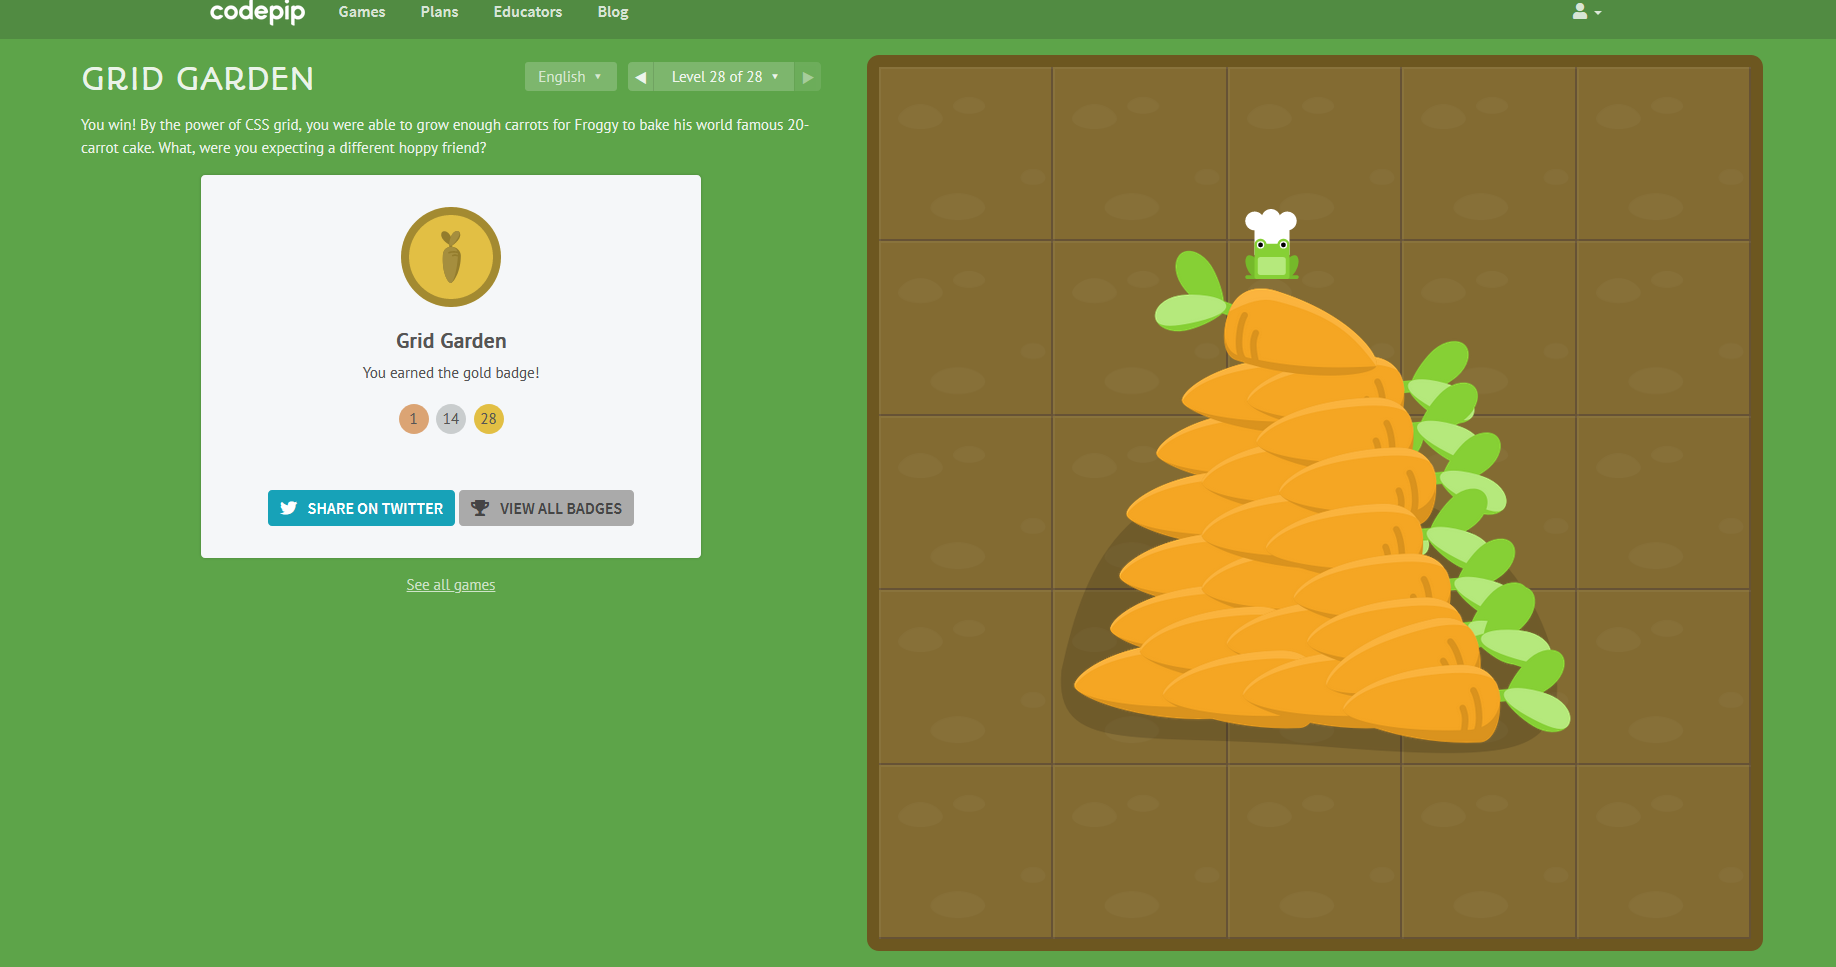 codepip Games Plans Educators Blog
GRID GARDEN
English ▼ ◀ Level 28 of 28 ▼ ▶
You win! By the power of CSS grid, you were able to grow enough carrots for Froggy to bake his world famous 20-
carrot cake. What, were you expecting a different hoppy friend?
Grid Garden
You earned the gold badge!
1 14 28
SHARE ON TWITTER VIEW ALL BADGES
See all games